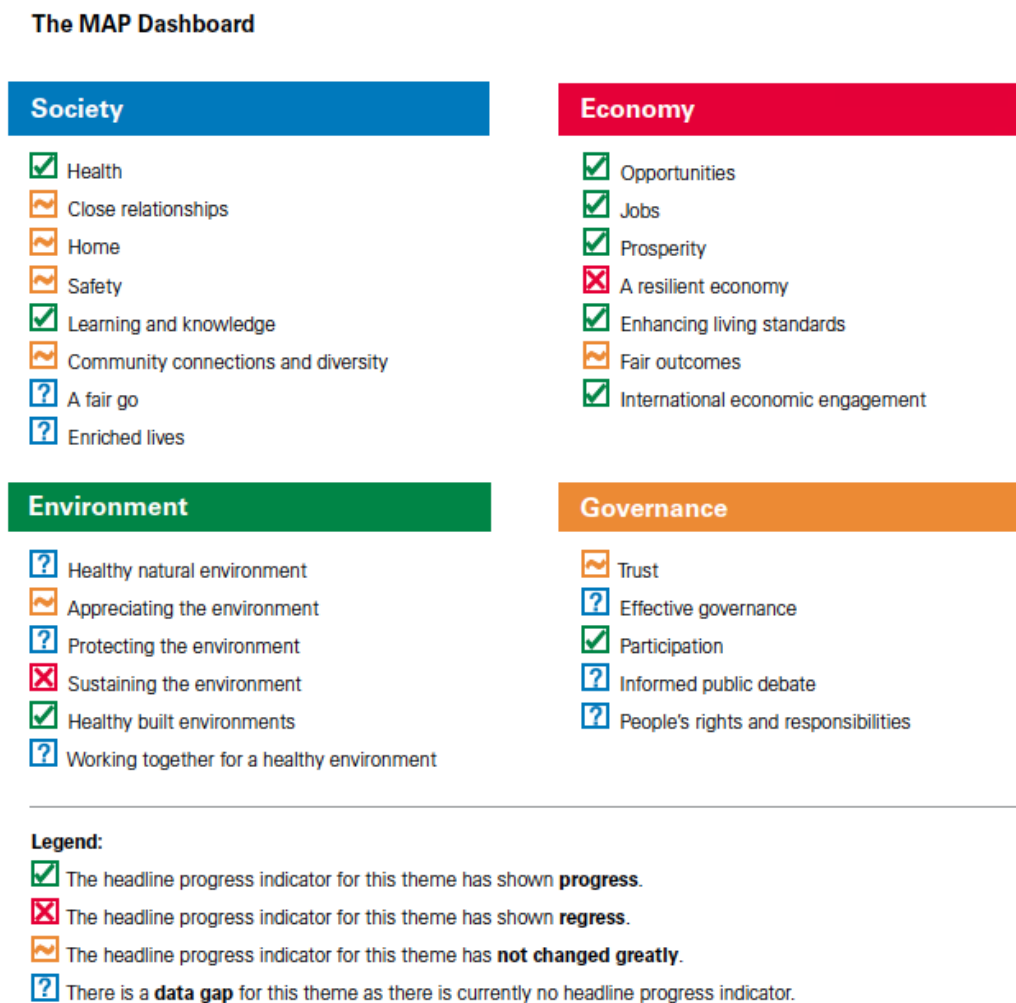 The MAP Dashboard
Society
Health
Close relationships
Home
Safety
Learning and knowledge
Community connections and diversity
A fair go
Enriched lives
Economy
Opportunities
Jobs
Prosperity
A resilient economy
Enhancing living standards
Fair outcomes
International economic engagement
Environment
Healthy natural environment
Appreciating the environment
Protecting the environment
Sustaining the environment
Healthy built environments
Working together for a healthy environment
Governance
Trust
Effective governance
Participation
Informed public debate
People's rights and responsibilities
Legend:
The headline progress indicator for this theme has shown progress.
The headline progress indicator for this theme has shown regress.
The headline progress indicator for this theme has not changed greatly.
There is a data gap for this theme as there is currently no headline progress indicator.